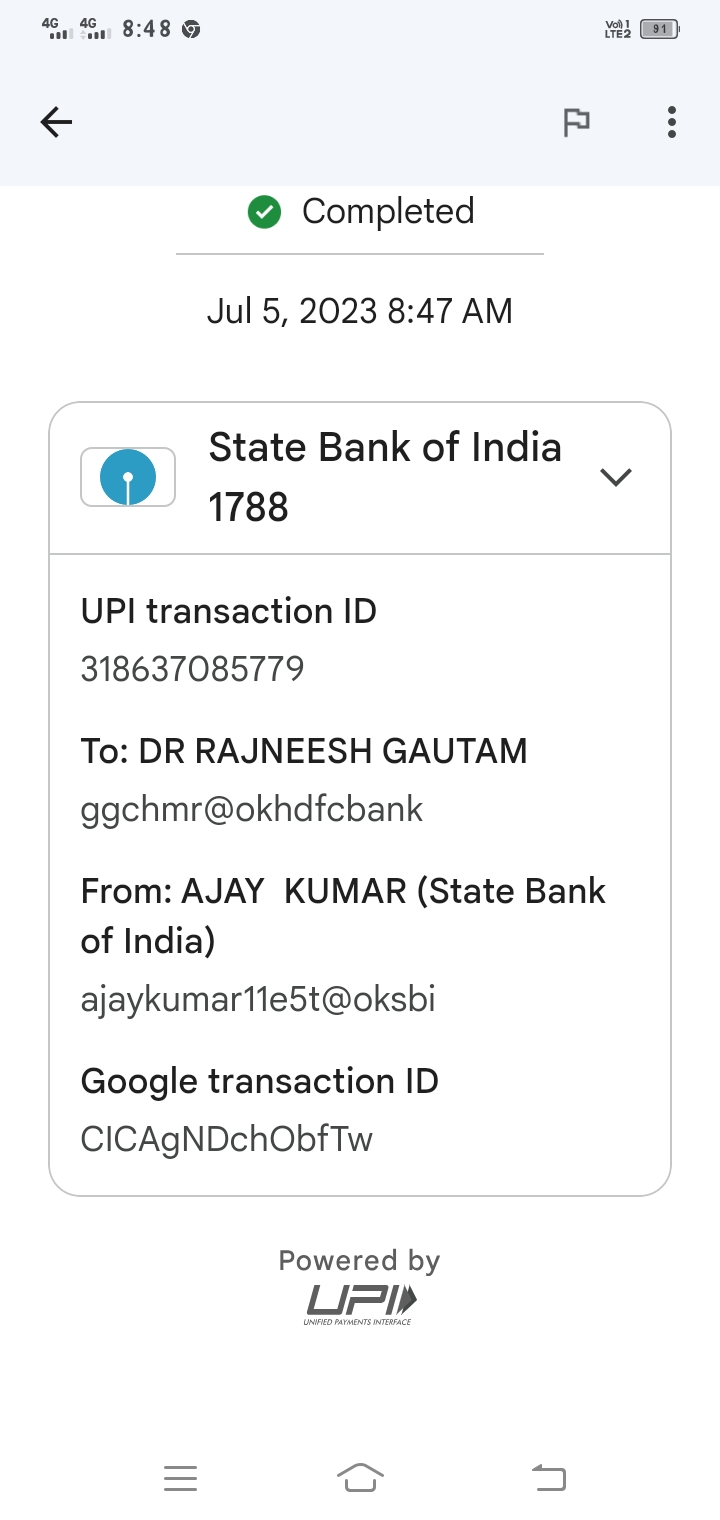 4G 4G 8:48 Vo)) 1 LTE2 91
Completed
Jul 5, 2023 8:47 AM
State Bank of India
1788
UPI transaction ID
318637085779
To: DR RAJNEESH GAUTAM
ggchmr@okhdfcbank
From: AJAY  KUMAR (State Bank
of India)
ajaykumar11e5t@oksbi
Google transaction ID
CICAgNDchObfTw
Powered by
UPI
UNIFIED PAYMENTS INTERFACE